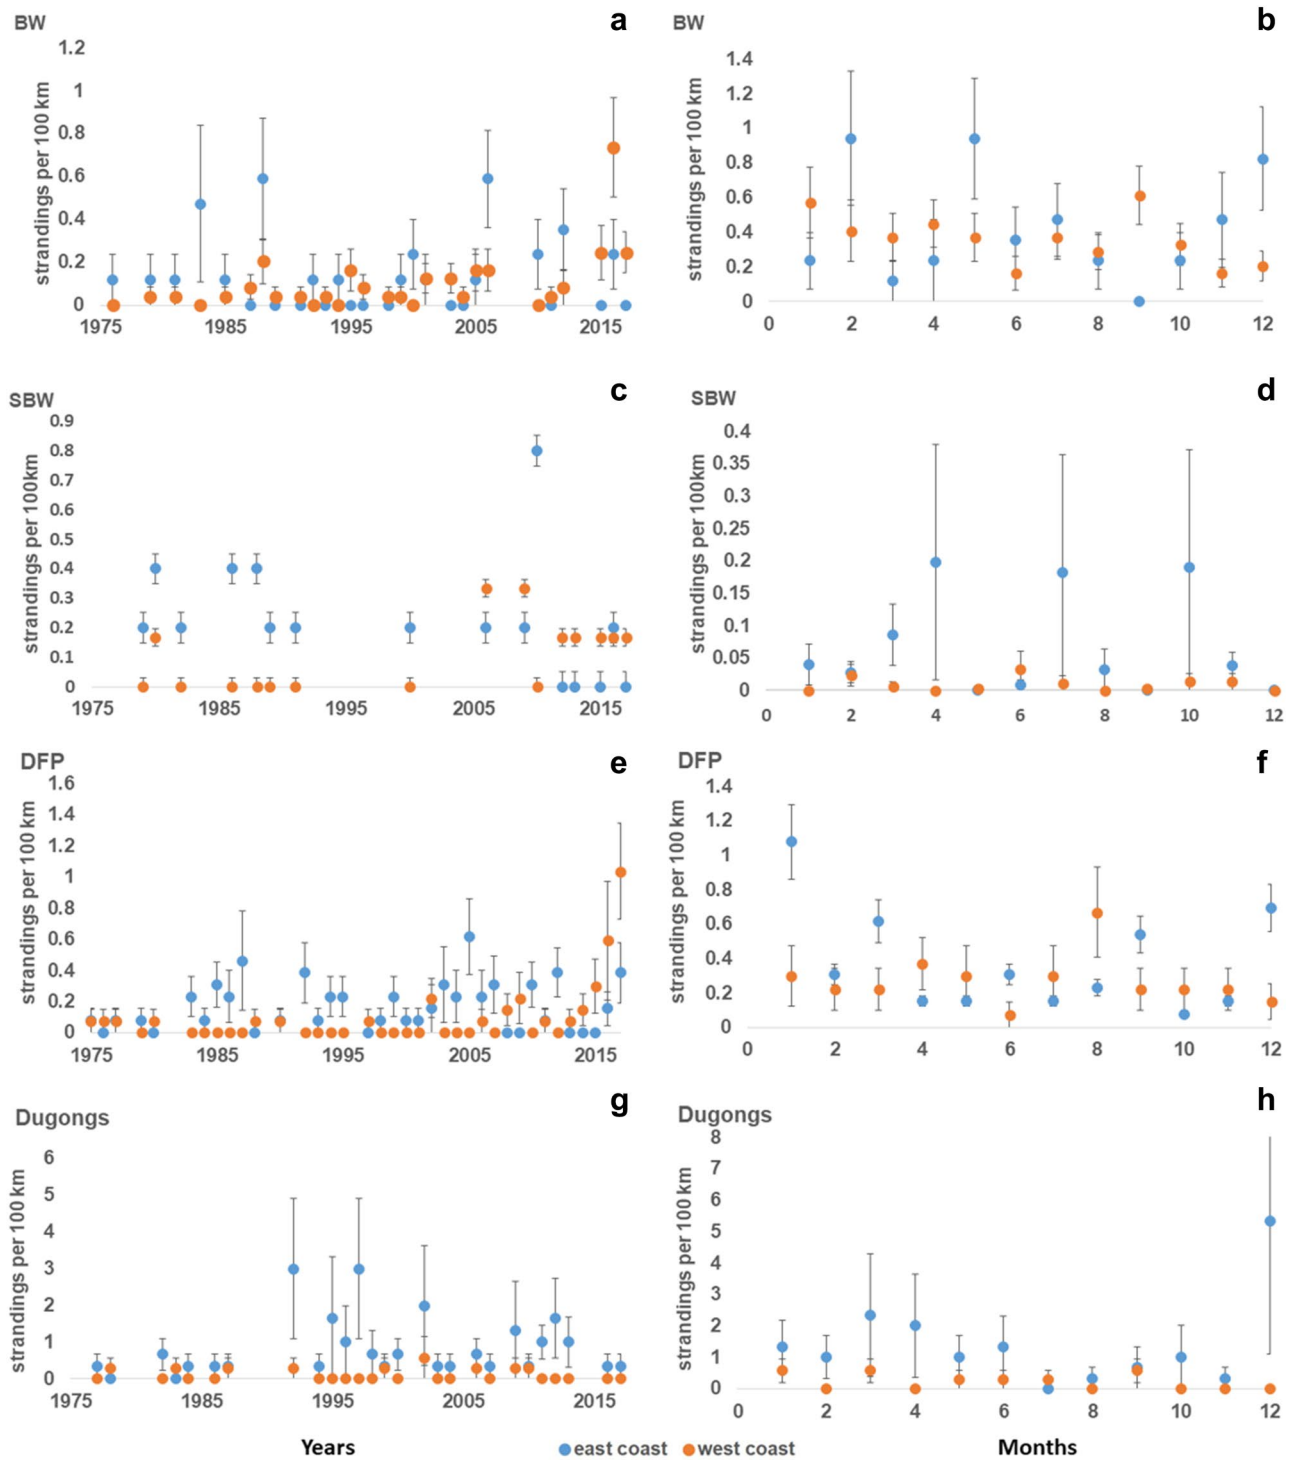 BW a
strandings per 100 km
1.2
1
0.8
0.6
0.4
0.2
0
1975 1985 1995 2005 2015
BW b
strandings per 100 km
1.4
1.2
1
0.8
0.6
0.4
0.2
0
0 2 4 6 8 10 12
SBW c
strandings per 100km
0.9
0.8
0.7
0.6
0.5
0.4
0.3
0.2
0.1
0
1975 1985 1995 2005 2015
SBW d
strandings per 100km
0.4
0.35
0.3
0.25
0.2
0.15
0.1
0.05
0
0 2 4 6 8 10 12
DFP e
strandings per 100 km
1.6
1.4
1.2
1
0.8
0.6
0.4
0.2
0
1975 1985 1995 2005 2015
DFP f
strandings per 100 km
1.4
1.2
1
0.8
0.6
0.4
0.2
0
0 2 4 6 8 10 12
Dugongs g
strandings per 100 km
6
5
4
3
2
1
0
1975 1985 1995 2005 2015
Years
Dugongs h
strandings per 100 km
8
7
6
5
4
3
2
1
0
0 2 4 6 8 10 12
Months
east coast west coast